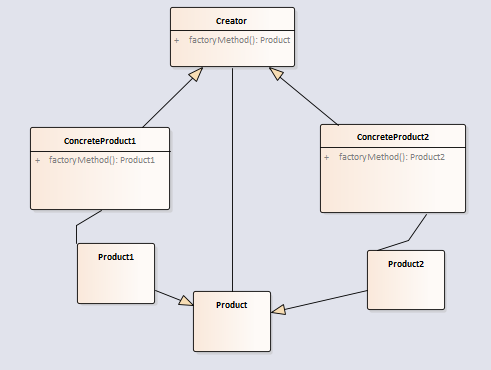 Creator
+ factoryMethod(): Product
ConcreteProduct1
+ factoryMethod(): Product1
ConcreteProduct2
+ factoryMethod(): Product2
Product1
Product2
Product